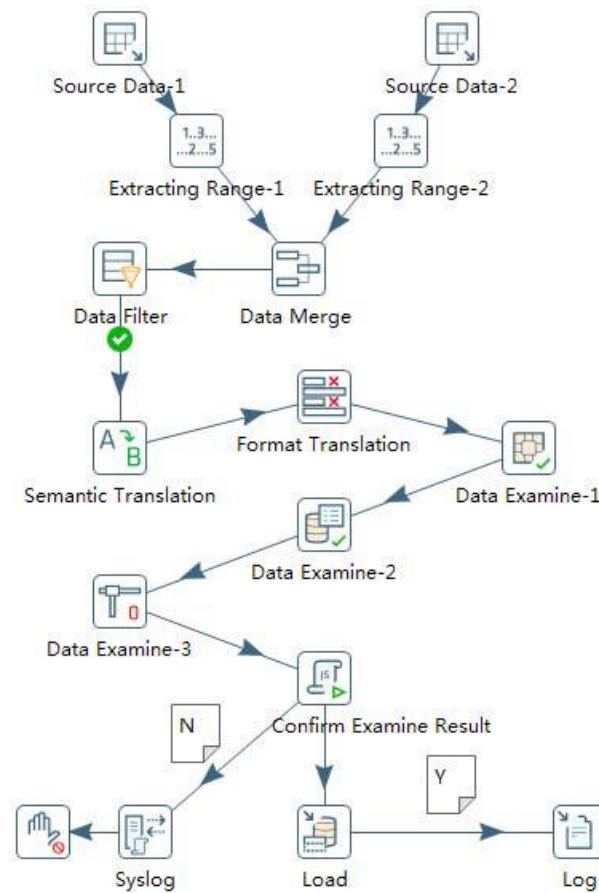 Source Data-1
Source Data-2
1..3...
...2..5
1..3...
...2..5
Extracting Range-1
Extracting Range-2
Data Filter
Data Merge
A
B
Format Translation
Semantic Translation
Data Examine-1
Data Examine-2
0
Data Examine-3
JS
N
Confirm Examine Result
Y
Syslog
Load
Log